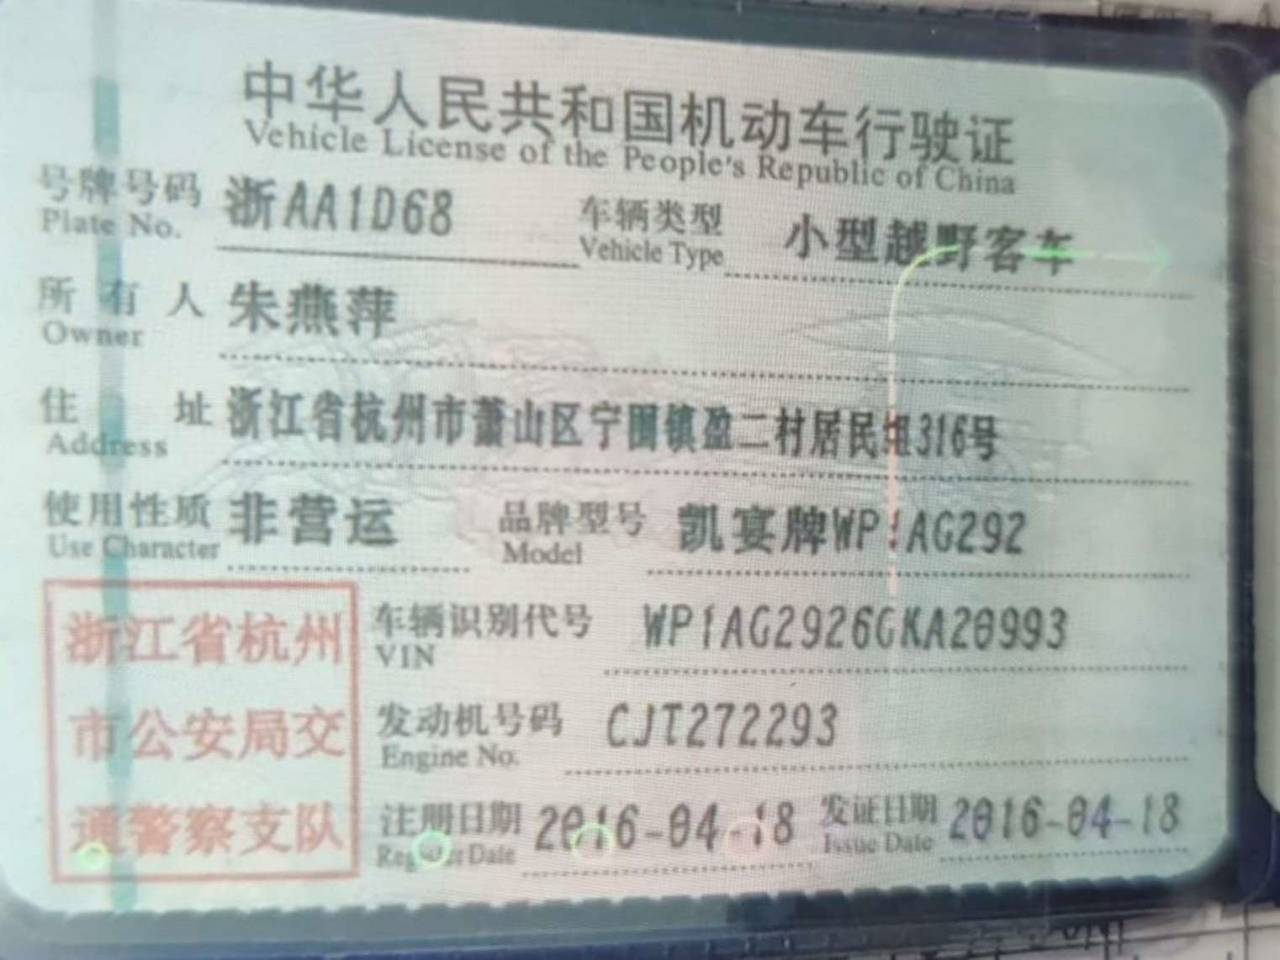 中华人民共和国机动车行驶证
Vehicle License of the People's Republic of China
号牌号码 浙AA1D68 车辆类型 小型越野客车
Plate No. Vehicle Type
所有人 朱燕萍
Owner
住址 浙江省杭州市萧山区宁围镇盈二村居民组316号
Address
使用性质 非营运 品牌型号 凯宴牌WP1AG292
Use Character Model
浙江省杭州
市公安局交
通警察支队
车辆识别代号 WP1AG2926GKA20993
VIN
发动机号码 CJT272293
Engine No.
注册日期 2016-04-18 发证日期 2016-04-18
Register Date Issue Date